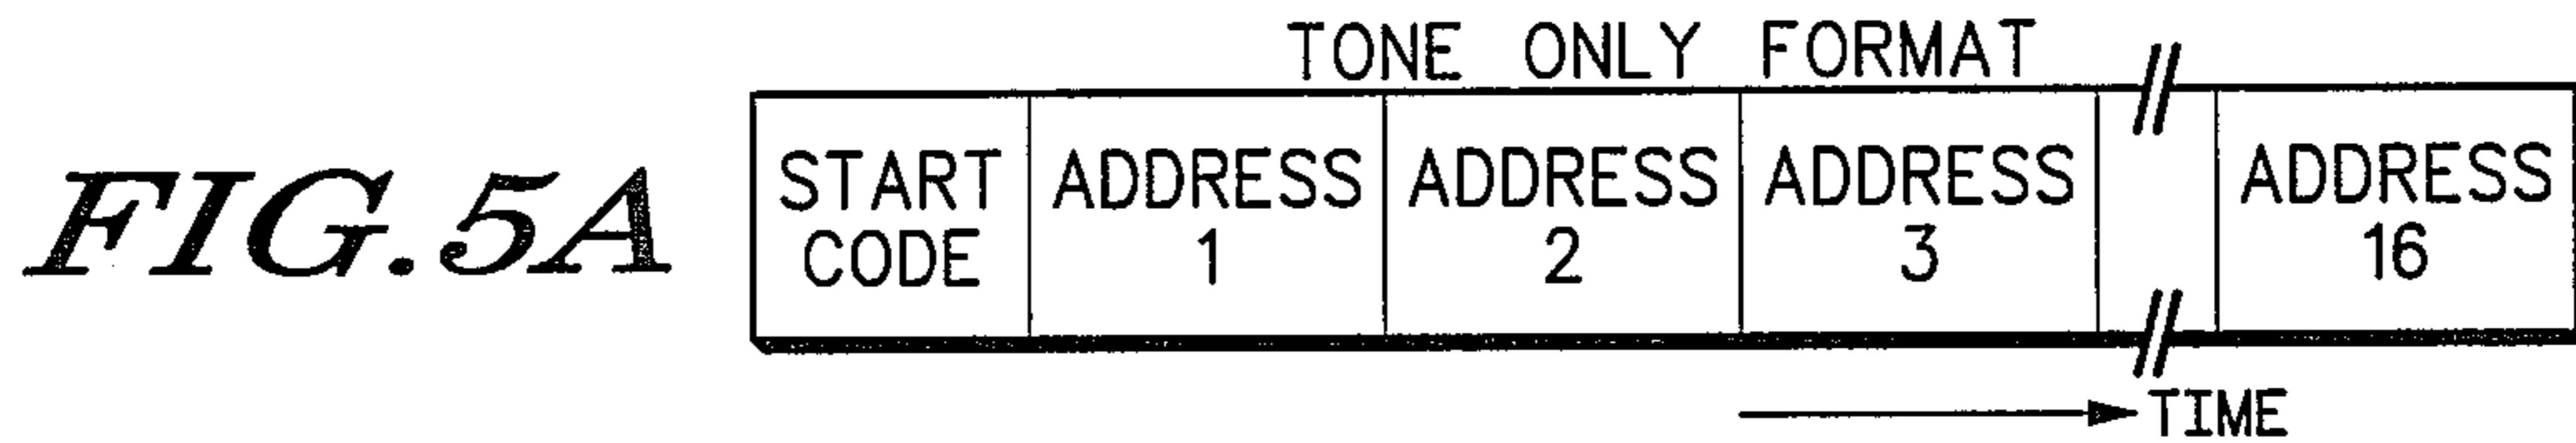 TONE ONLY FORMAT
FIG.5A
START CODE
ADDRESS 1
ADDRESS 2
ADDRESS 3
ADDRESS 16
TIME